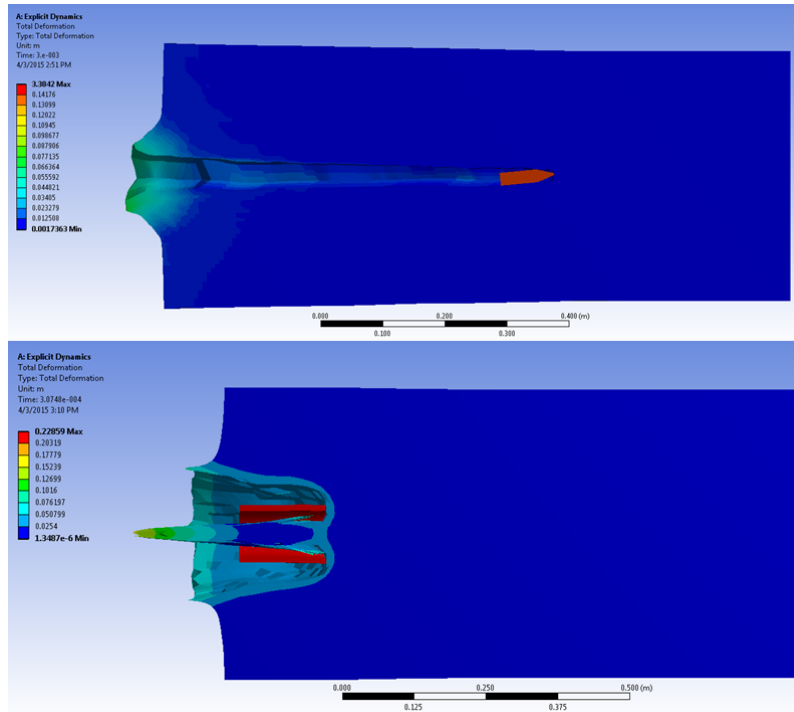 A: Explicit Dynamics
Total Deformation
Type: Total Deformation
Unit: m
Time: 3.e-003
4/3/2015 2:51 PM
3.3842 Max
0.14176
0.13099
0.12022
0.10945
0.098677
0.087906
0.077135
0.066364
0.055592
0.044821
0.03405
0.023279
0.012508
0.0017363 Min
0.000
0.200
0.400 (m)
0.100
0.300
A: Explicit Dynamics
Total Deformation
Type: Total Deformation
Unit: m
Time: 3.0748e-004
4/3/2015 3:10 PM
0.22859 Max
0.20319
0.17779
0.15239
0.12699
0.1016
0.076197
0.050799
0.0254
1.3487e-6 Min
0.000
0.250
0.500 (m)
0.125
0.375